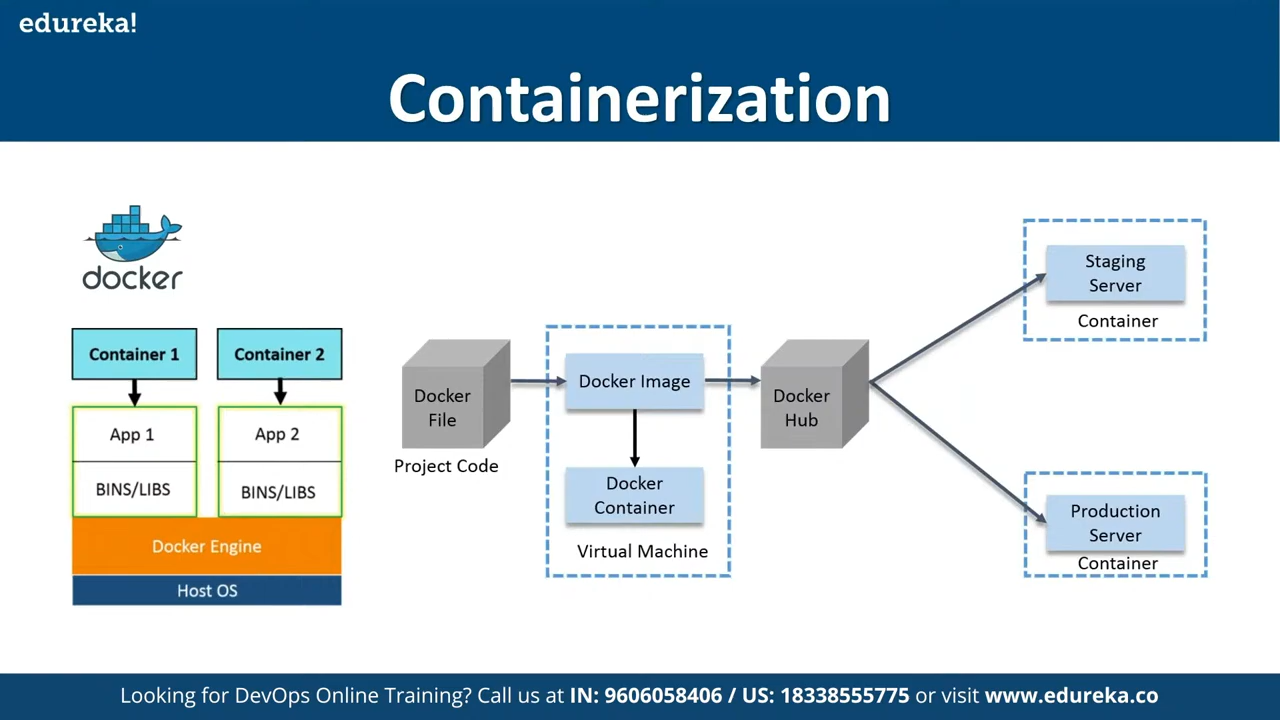 edureka!
Containerization
docker
Container 1
Container 2
App 1
App 2
BINS/LIBS
BINS/LIBS
Docker Engine
Host OS
Docker
File
Project Code
Docker Image
Docker
Container
Virtual Machine
Docker
Hub
Staging
Server
Container
Production
Server
Container
Looking for DevOps Online Training? Call us at IN: 9606058406 / US: 18338555775 or visit www.edureka.co